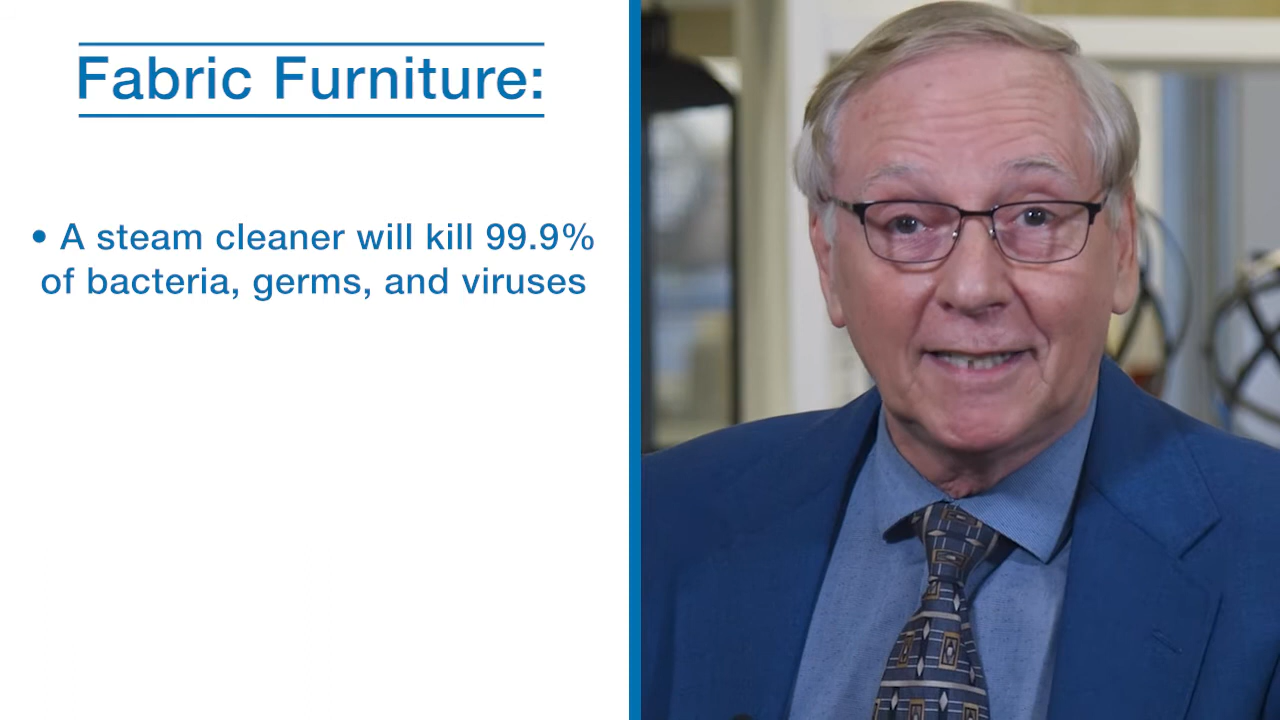 Fabric Furniture:
• A steam cleaner will kill 99.9%
of bacteria, germs, and viruses